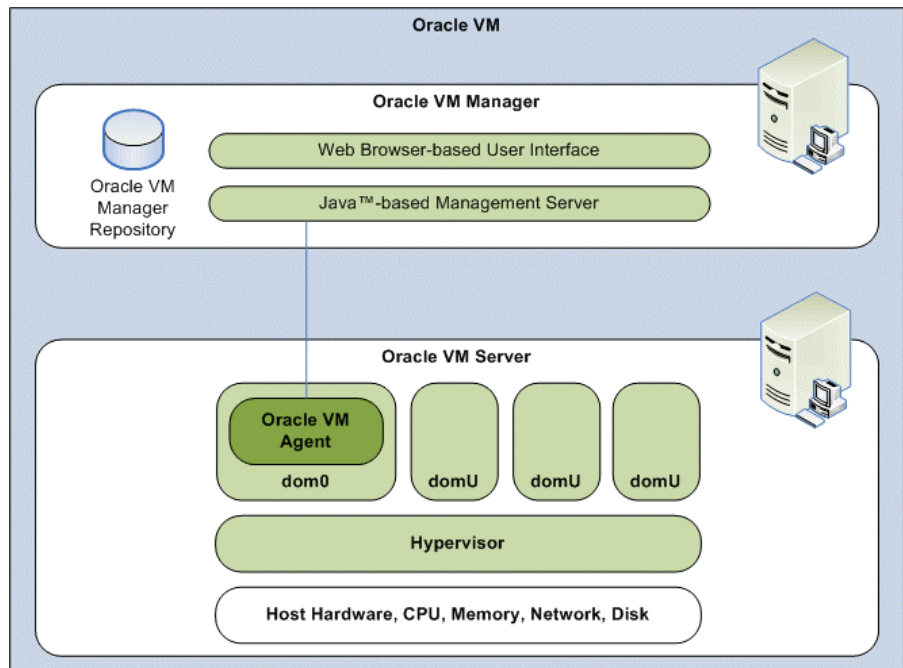 Oracle VM
Oracle VM Manager
Oracle VM
Manager
Repository
Web Browser-based User Interface
Java™-based Management Server
Oracle VM Server
Oracle VM
Agent
dom0
domU
domU
domU
Hypervisor
Host Hardware, CPU, Memory, Network, Disk